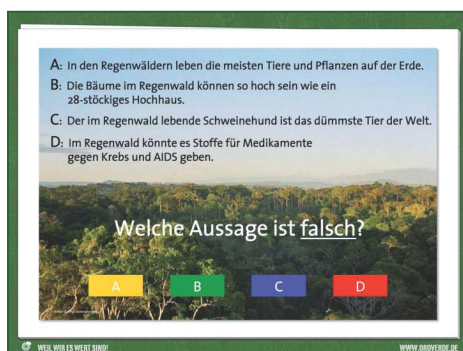 A: In den Regenwäldern leben die meisten Tiere und Pflanzen auf der Erde.
B: Die Bäume im Regenwald können so hoch sein wie ein
28-stöckiges Hochhaus.
C: Der im Regenwald lebende Schweinehund ist das dümmste Tier der Welt.
D: Im Regenwald könnte es Stoffe für Medikamente
gegen Krebs und AIDS geben.
Welche Aussage ist falsch?
A B C D
WEIL WIR ES WERT SIND! WWW.OROVERDE.DE